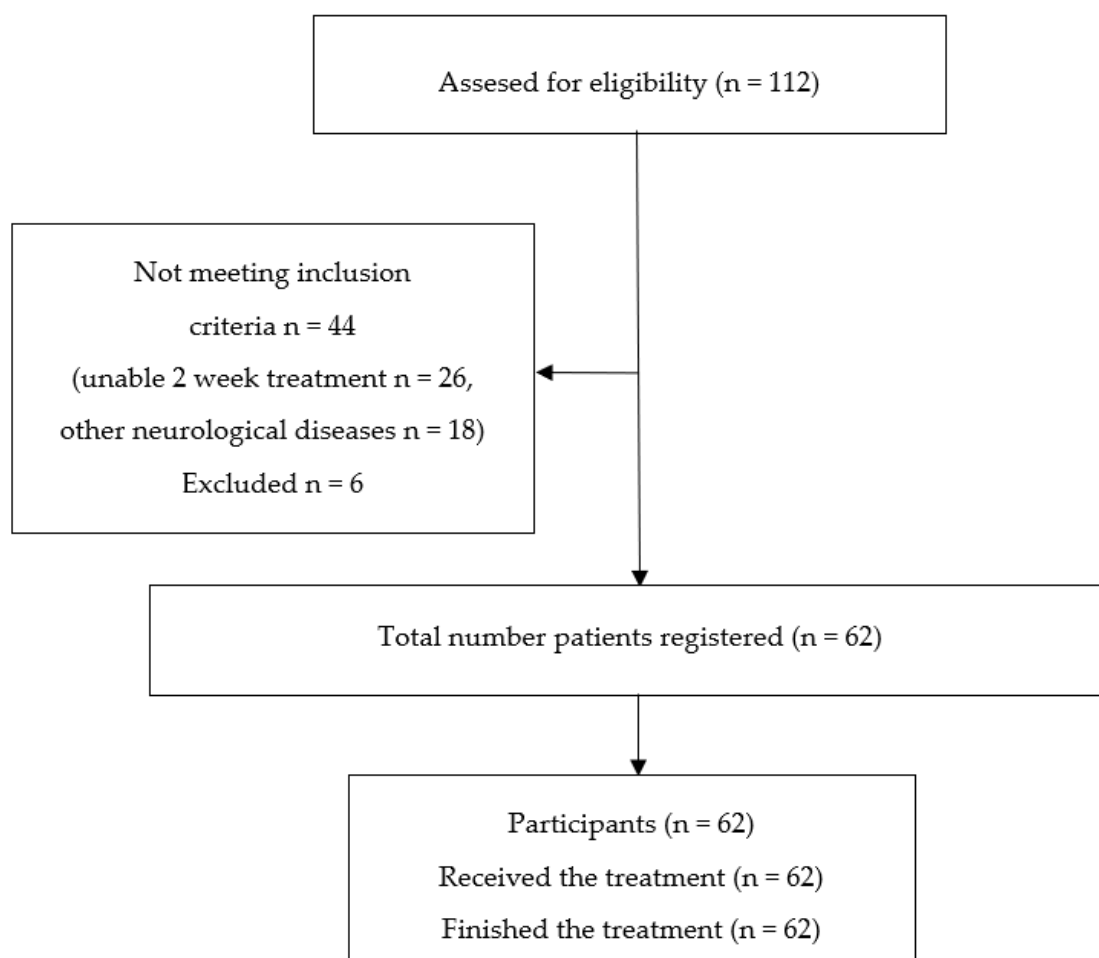 Assesed for eligibility (n = 112)
Not meeting inclusion
criteria n = 44
(unable 2 week treatment n = 26,
other neurological diseases n = 18)
Excluded n = 6
Total number patients registered (n = 62)
Participants (n = 62)
Received the treatment (n = 62)
Finished the treatment (n = 62)